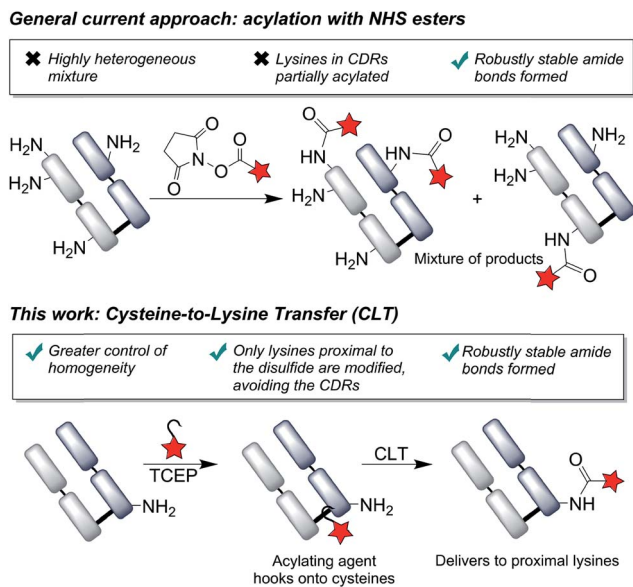 General current approach: acylation with NHS esters
✖ Highly heterogeneous
mixture
✖ Lysines in CDRs
partially acylated
✓ Robustly stable amide
bonds formed
H₂N
NH₂
H₂N
H₂N
O
N
O
O
O
O
HN
H₂N
H₂N
HN
O
Mixture of products
+
NH₂
H₂N
H₂N
HN
O
This work: Cysteine-to-Lysine Transfer (CLT)
✓ Greater control of
homogeneity
✓ Only lysines proximal to
the disulfide are modified,
avoiding the CDRs
✓ Robustly stable amide
bonds formed
NH₂
TCEP
NH₂
Acylating agent
hooks onto cysteines
CLT
O
NH
Delivers to proximal lysines